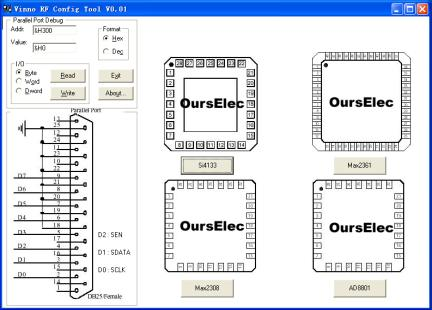 Vinno RF Config Tool V0.01
Parallel Port Debug
Addr: &H300
Value: &H0
Format
Hex
Dec
I/O
Byte
Word
Dword
Read
Write
Exit
About...
Parallel Port
13
25
12
24
11
23
10
22
D7 9
21
D6 8
20
D5 7
19
D4 6
18
D3 5
17
D2 4
16
D1 3
15
D0 2
14
1
D2 : SEN
D1 : SDATA
D0 : SCLK
DB25/Female
28 27 26 25 24 23 22
1 21
2 20
3 19
4 18
5 17
6 16
7 15
8 9 10 11 12 13 14
OursElec
Si4133
OursElec
Max2361
OursElec
Max2308
OursElec
AD8801